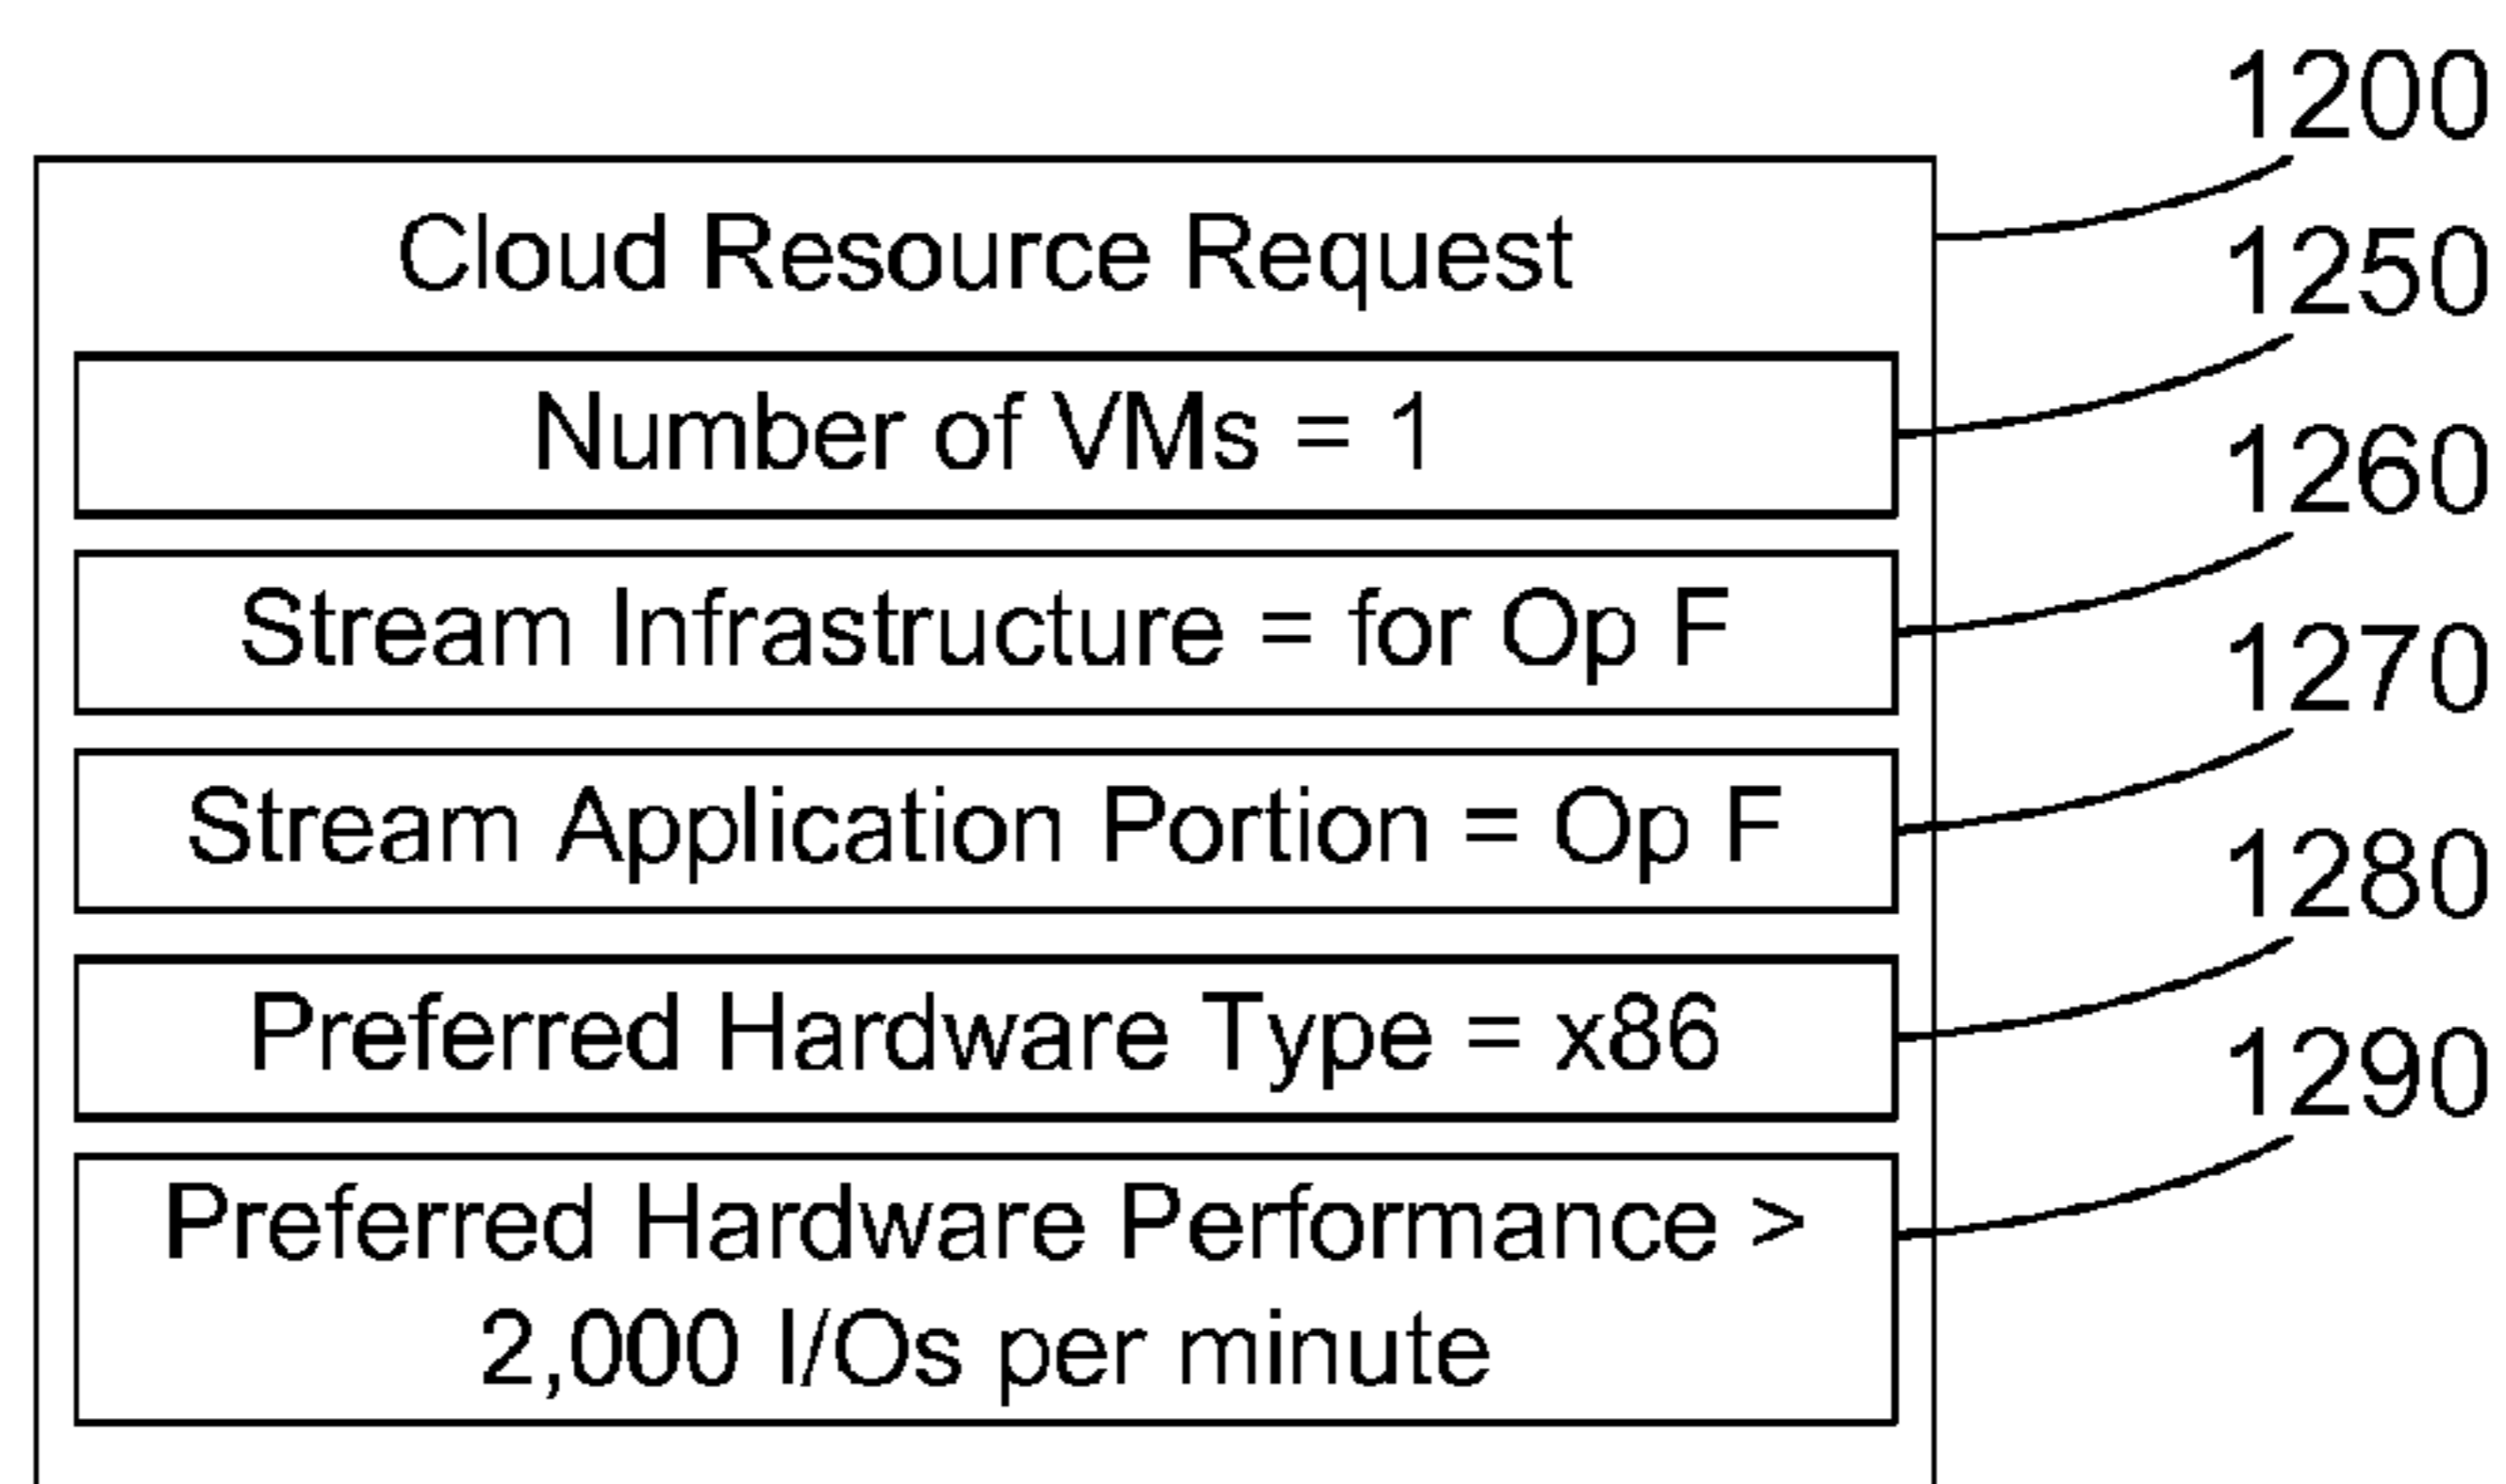 1200
Cloud Resource Request
1250
Number of VMs = 1
1260
Stream Infrastructure = for Op F
1270
Stream Application Portion = Op F
1280
Preferred Hardware Type = x86
1290
Preferred Hardware Performance >
2,000 I/Os per minute